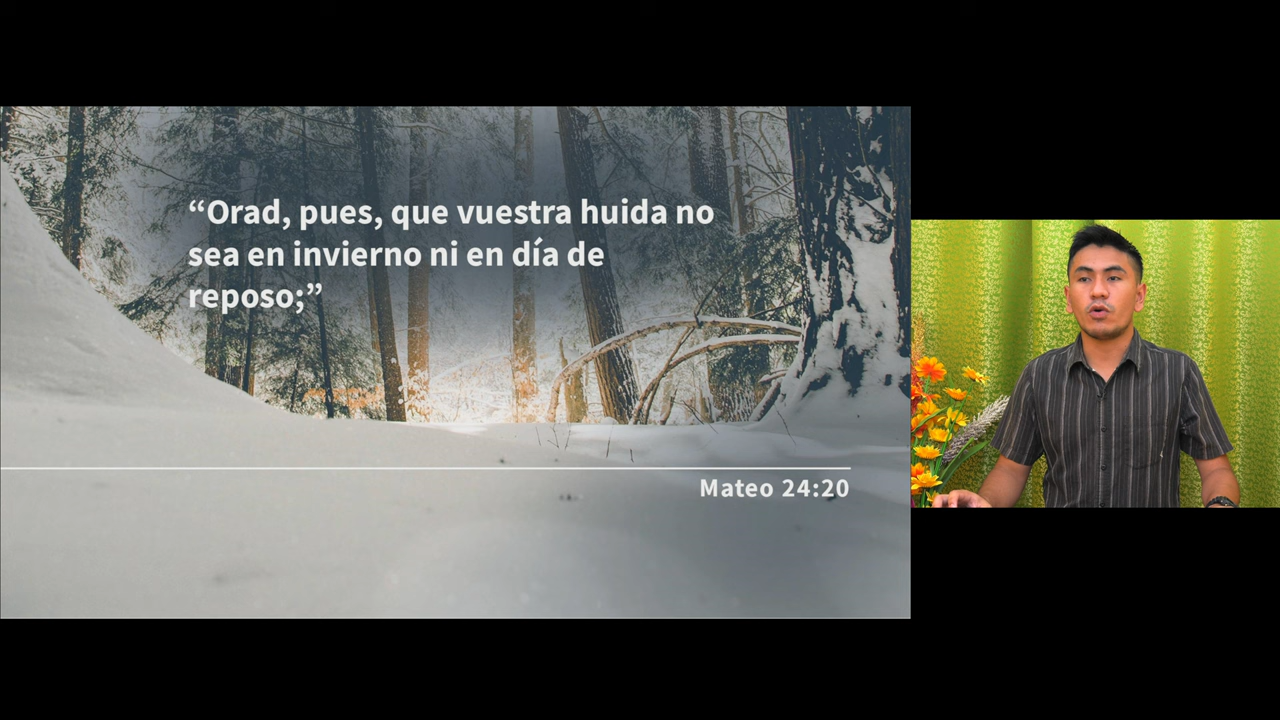 “Orad, pues, que vuestra huida no
sea en invierno ni en día de
reposo;”
Mateo 24:20